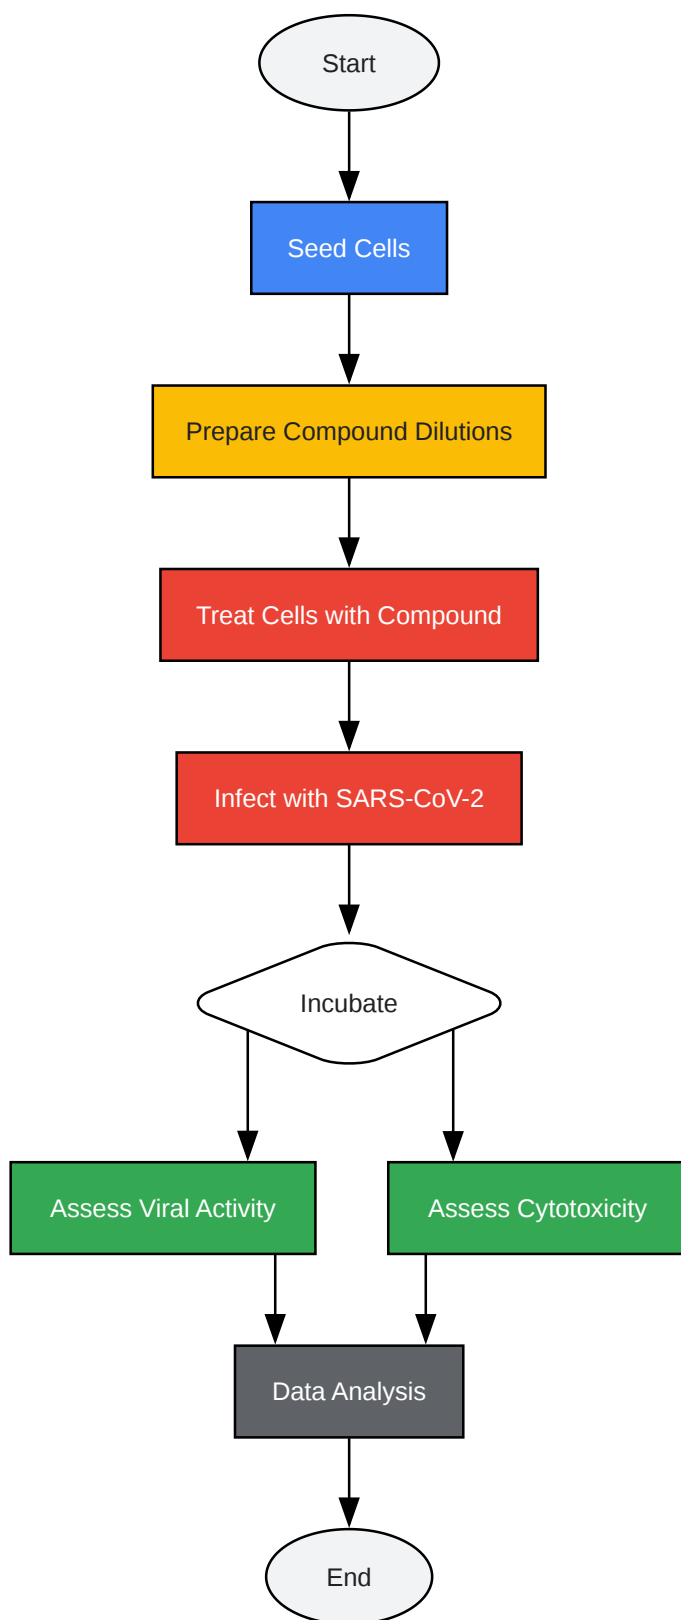 Start
Seed Cells
Prepare Compound Dilutions
Treat Cells with Compound
Infect with SARS-CoV-2
Incubate
Assess Viral Activity
Assess Cytotoxicity
Data Analysis
End